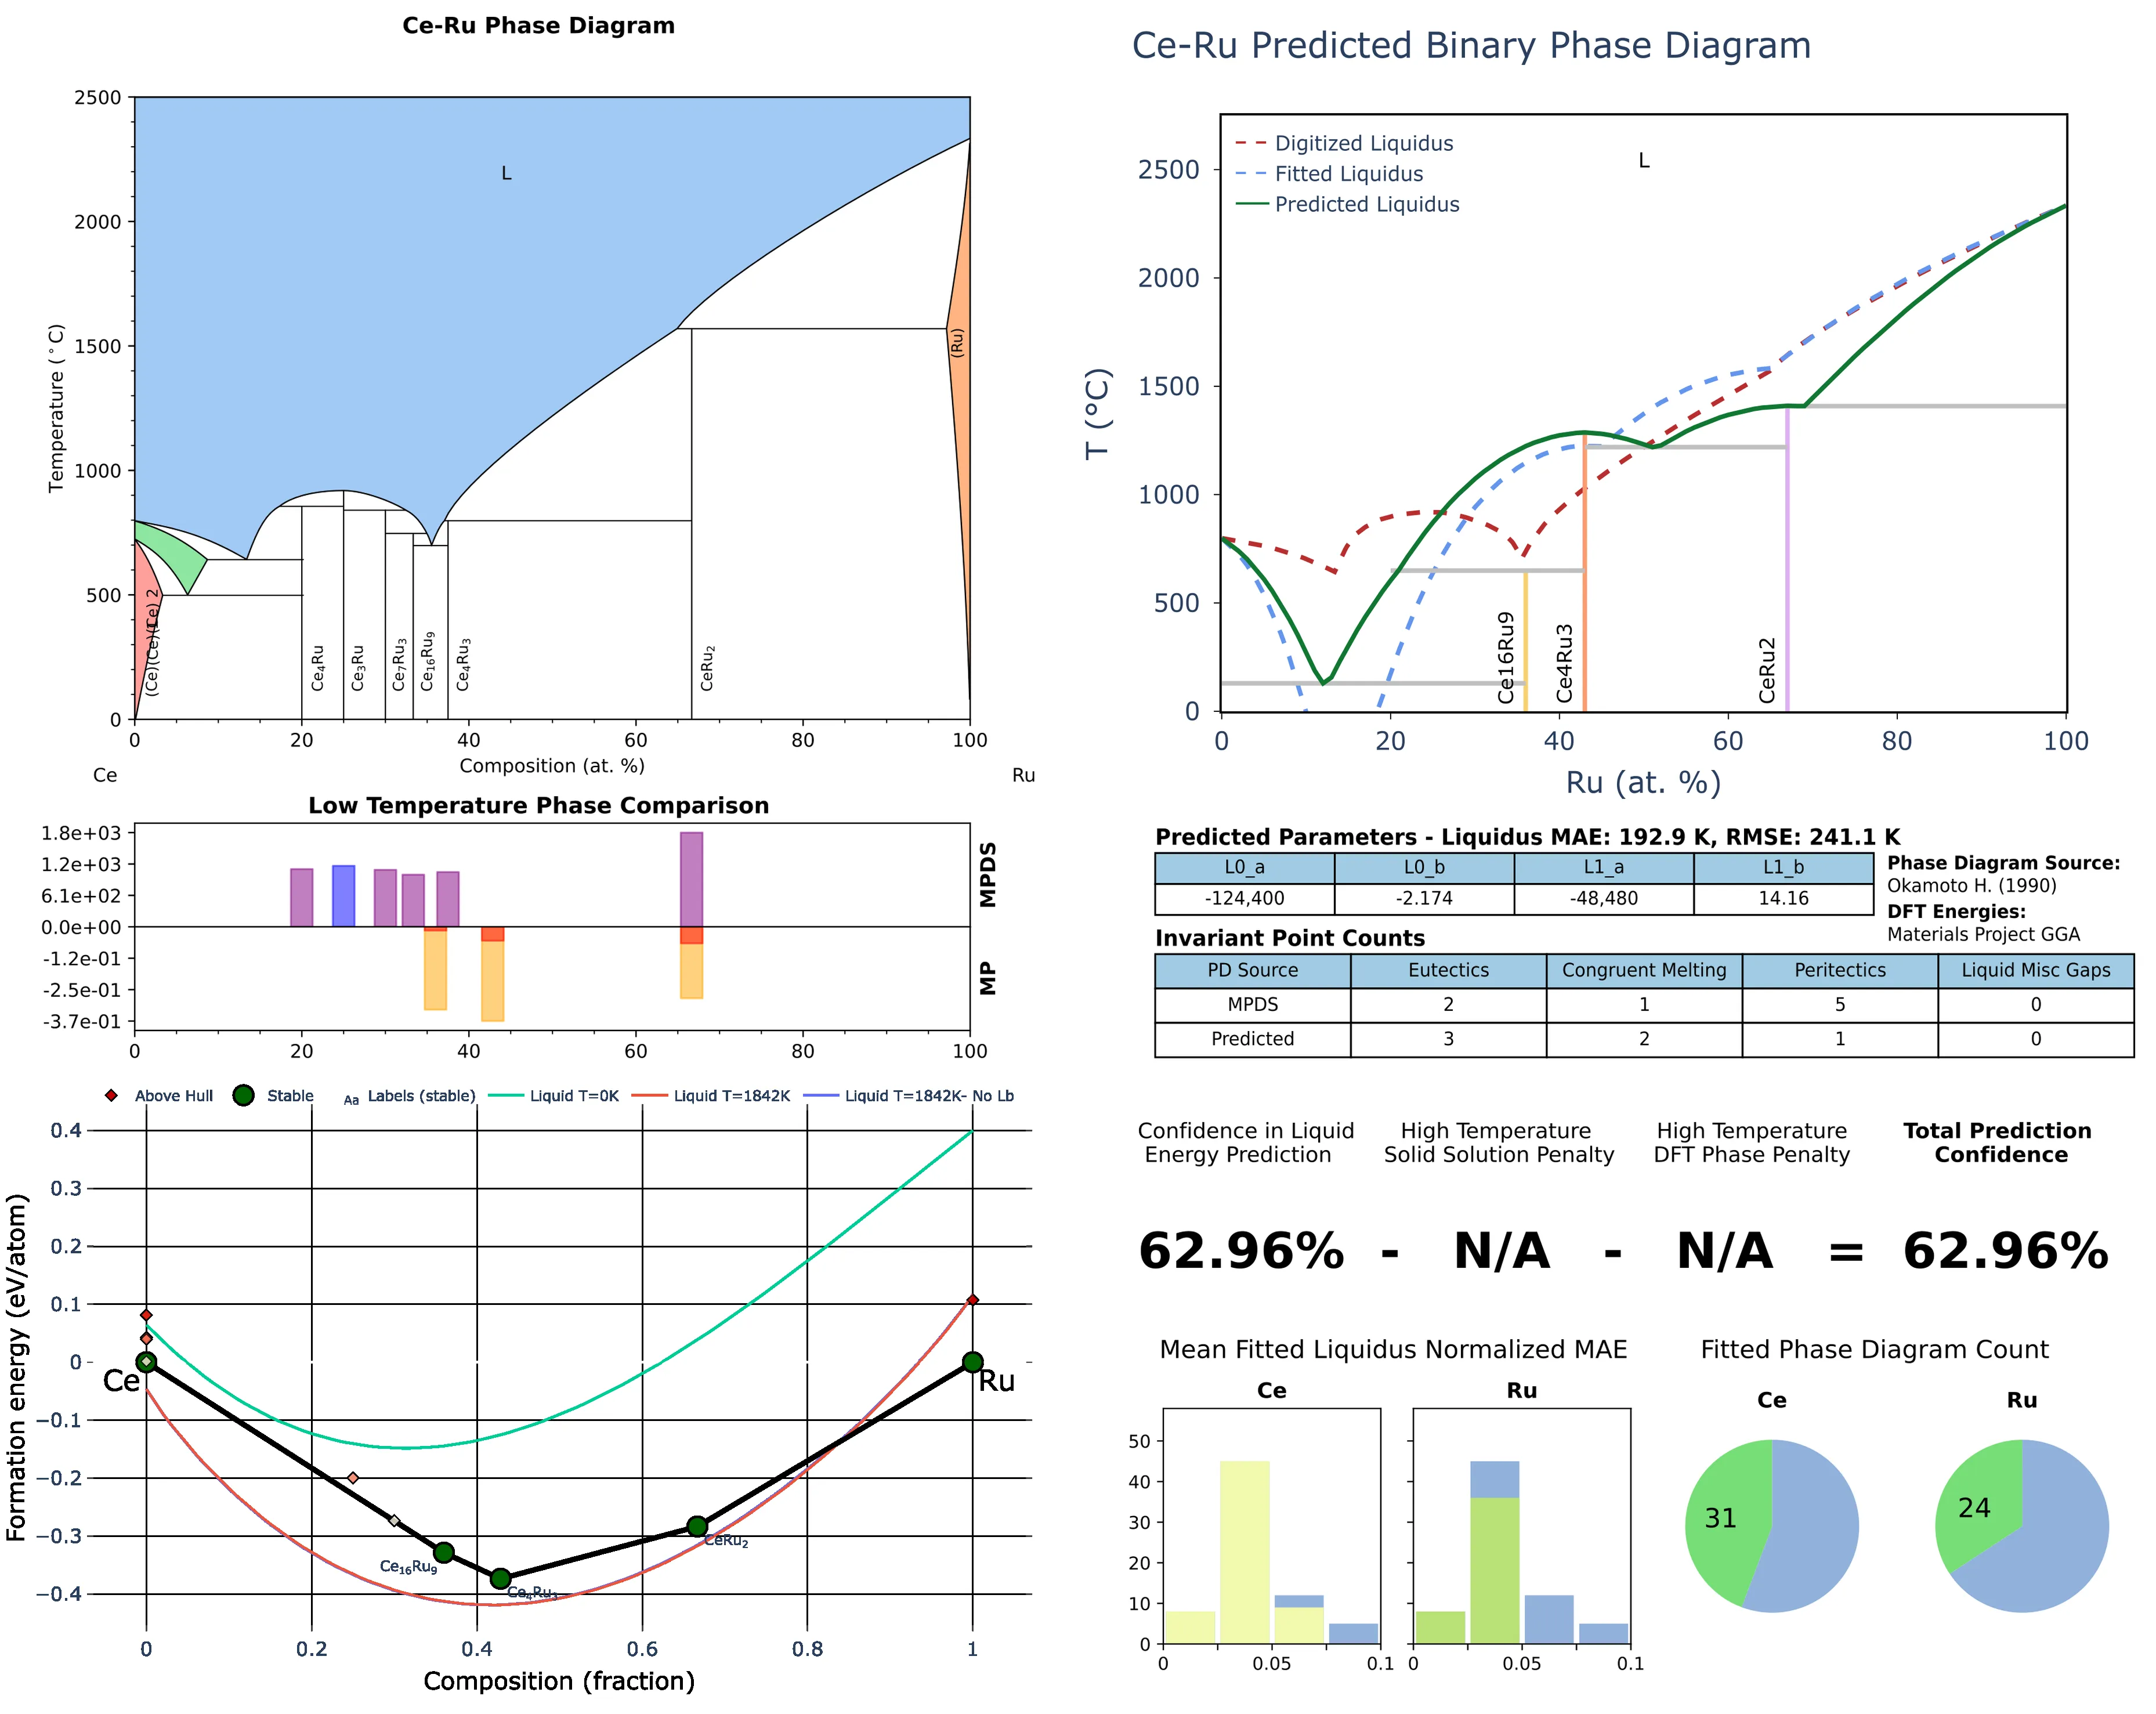 Ce-Ru Phase Diagram
2500
2000
1500
1000
500
0
Temperature (°C)
L
(Ce)(Ce)(Ce) 2
Ce4Ru
Ce3Ru
Ce7Ru3
Ce16Ru9
Ce4Ru3
CeRu2
(Ru)
0 20 40 60 80 100
Composition (at. %)
Ce Ru
Low Temperature Phase Comparison
1.8e+03
1.2e+03
6.1e+02
0.0e+00
-1.2e-01
-2.5e-01
-3.7e-01
MPDS
MP
0 20 40 60 80 100
Above Hull Stable Aa Labels (stable) Liquid T=0K Liquid T=1842K Liquid T=1842K- No Lb
0.4
0.3
0.2
0.1
0
−0.1
−0.2
−0.3
−0.4
Formation energy (eV/atom)
Ce
Ru
Ce16Ru9
Ce4Ru3
CeRu2
0 0.2 0.4 0.6 0.8 1
Composition (fraction)
Ce-Ru Predicted Binary Phase Diagram
Digitized Liquidus
Fitted Liquidus
Predicted Liquidus
L
2500
2000
1500
1000
500
0
T (°C)
Ce16Ru9
Ce4Ru3
CeRu2
0 20 40 60 80 100
Ru (at. %)
Predicted Parameters - Liquidus MAE: 192.9 K, RMSE: 241.1 K
L0_a L0_b L1_a L1_b
-124,400 -2.174 -48,480 14.16
Phase Diagram Source:
Okamoto H. (1990)
DFT Energies:
Materials Project GGA
Invariant Point Counts
PD Source Eutectics Congruent Melting Peritectics Liquid Misc Gaps
MPDS 2 1 5 0
Predicted 3 2 1 0
Confidence in Liquid
Energy Prediction
High Temperature
Solid Solution Penalty
High Temperature
DFT Phase Penalty
Total Prediction
Confidence
62.96% - N/A - N/A = 62.96%
Mean Fitted Liquidus Normalized MAE
Ce
Ru
50
40
30
20
10
0
0 0.05 0.1
0 0.05 0.1
Fitted Phase Diagram Count
Ce
Ru
31
24